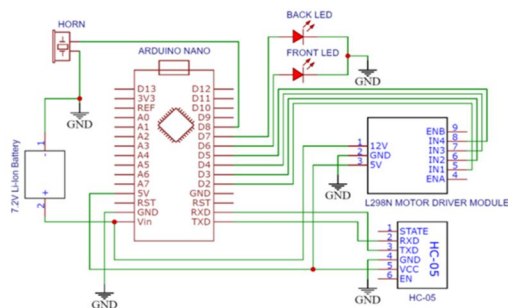 HORN
BACK LED
ARDUINO NANO
FRONT LED
GND
GND
D13
3V3
REF
A0
A1
A2
A3
A4
A5
A6
A7
5V
RST
GND
Vin
D12
D11
D10
D9
D8
D7
D6
D5
D4
D3
D2
GND
RST
RXD
TXD
1
-
7.2V Li-Ion Battery
+
2
1 12V
2 GND
3 5V
ENB 9
IN4 8
IN3 7
IN2 6
IN1 5
ENA 4
GND
L298N MOTOR DRIVER MODULE
1 STATE
2 RXD
3 TXD
4 GND
5 VCC
6 EN
HC-05
HC-05
GND
GND